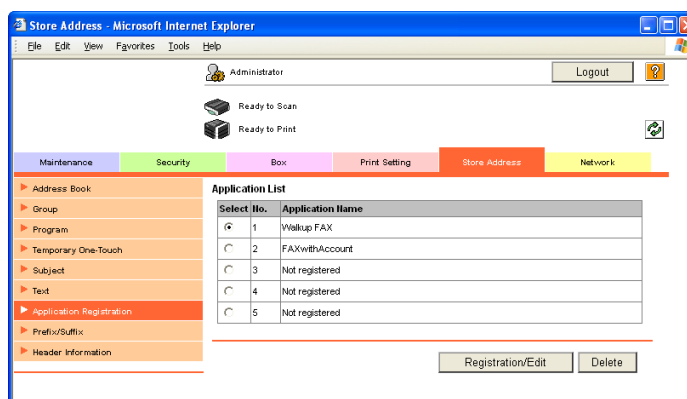 Store Address - Microsoft Internet Explorer
File Edit View Favorites Tools Help
Administrator
Logout
?
Ready to Scan
Ready to Print
Maintenance Security Box Print Setting Store Address Network
Address Book
Group
Program
Temporary One-Touch
Subject
Text
Application Registration
Prefix/Suffix
Header Information
Application List
Select No. Application Name
1 Walkup FAX
2 FAXwithAccount
3 Not registered
4 Not registered
5 Not registered
Registration/Edit Delete